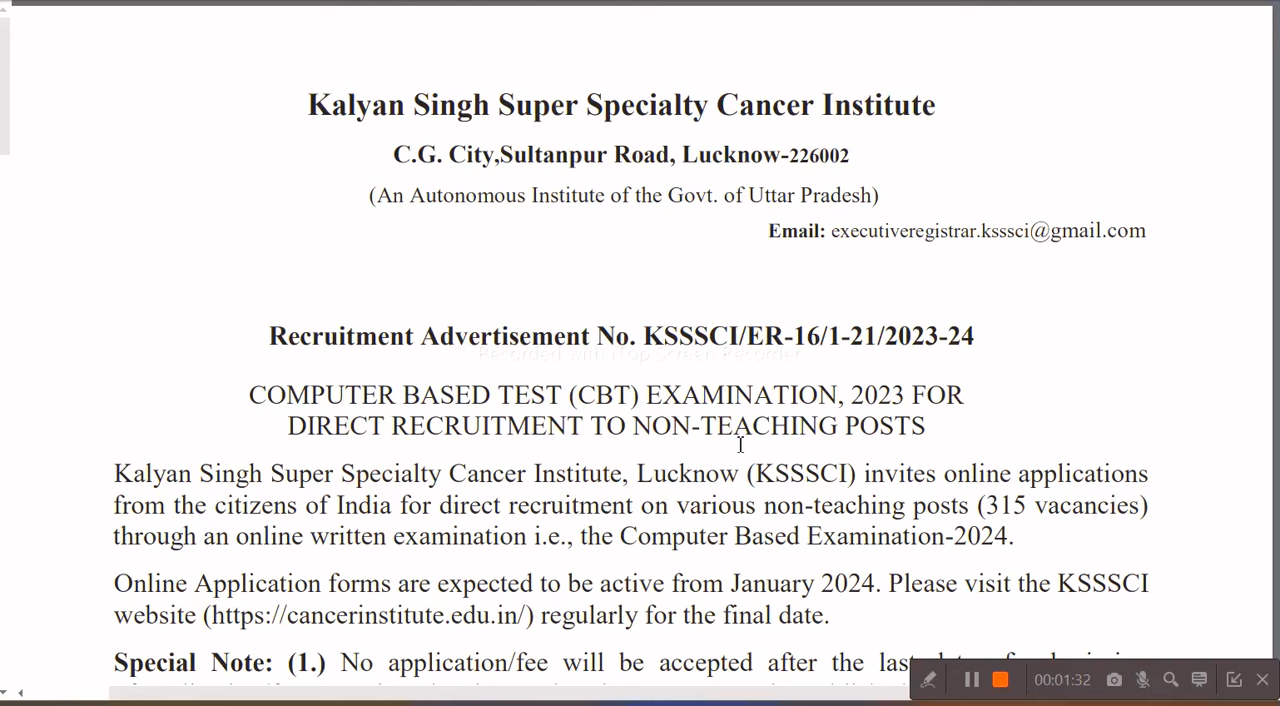 Kalyan Singh Super Specialty Cancer Institute
C.G. City,Sultanpur Road, Lucknow-226002
(An Autonomous Institute of the Govt. of Uttar Pradesh)
Email: executiveregistrar.ksssci@gmail.com
Recruitment Advertisement No. KSSSCI/ER-16/1-21/2023-24
Recorded with iTop Screen Recorder
COMPUTER BASED TEST (CBT) EXAMINATION, 2023 FOR
DIRECT RECRUITMENT TO NON-TEACHING POSTS
Kalyan Singh Super Specialty Cancer Institute, Lucknow (KSSSCI) invites online applications
from the citizens of India for direct recruitment on various non-teaching posts (315 vacancies)
through an online written examination i.e., the Computer Based Examination-2024.
Online Application forms are expected to be active from January 2024. Please visit the KSSSCI
website (https://cancerinstitute.edu.in/) regularly for the final date.
Special Note: (1.) No application/fee will be accepted after the
00:01:32